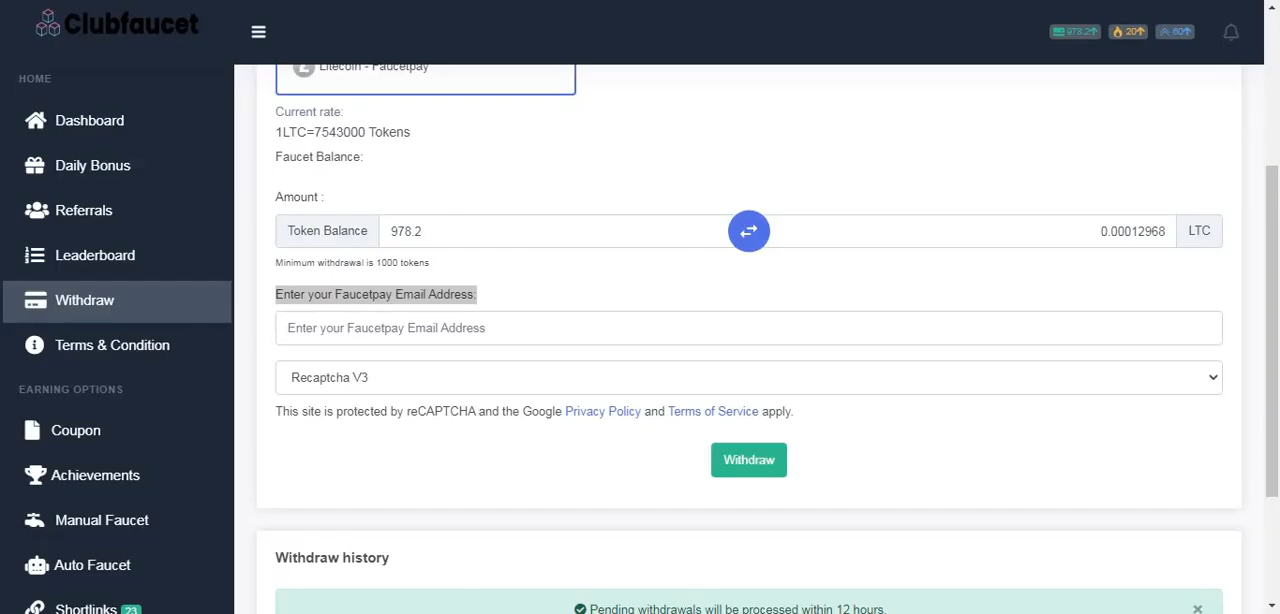 Clubfaucet
978.2↑ 20↑ 60↑
HOME
Dashboard
Daily Bonus
Referrals
Leaderboard
Withdraw
Terms & Condition
EARNING OPTIONS
Coupon
Achievements
Manual Faucet
Auto Faucet
Shortlinks 23
Litecoin - Faucetpay
Current rate:
1LTC=7543000 Tokens
Faucet Balance:
Amount :
Token Balance 978.2 0.00012968 LTC
Minimum withdrawal is 1000 tokens
Enter your Faucetpay Email Address:
Enter your Faucetpay Email Address
Recaptcha V3
This site is protected by reCAPTCHA and the Google Privacy Policy and Terms of Service apply.
Withdraw
Withdraw history
Pending withdrawals will be processed within 12 hours. ×